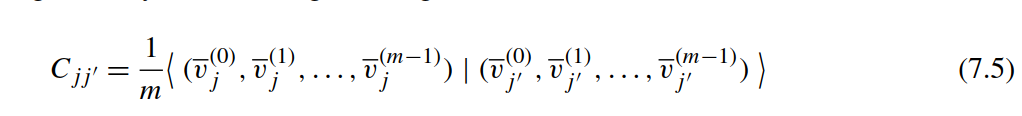 C_{jj'} = \frac{1}{m} \langle (\overline{v}_j^{(0)}, \overline{v}_j^{(1)}, \ldots, \overline{v}_j^{(m-1)}) \mid (\overline{v}_{j'}^{(0)}, \overline{v}_{j'}^{(1)}, \ldots, \overline{v}_{j'}^{(m-1)}) \rangle (7.5)